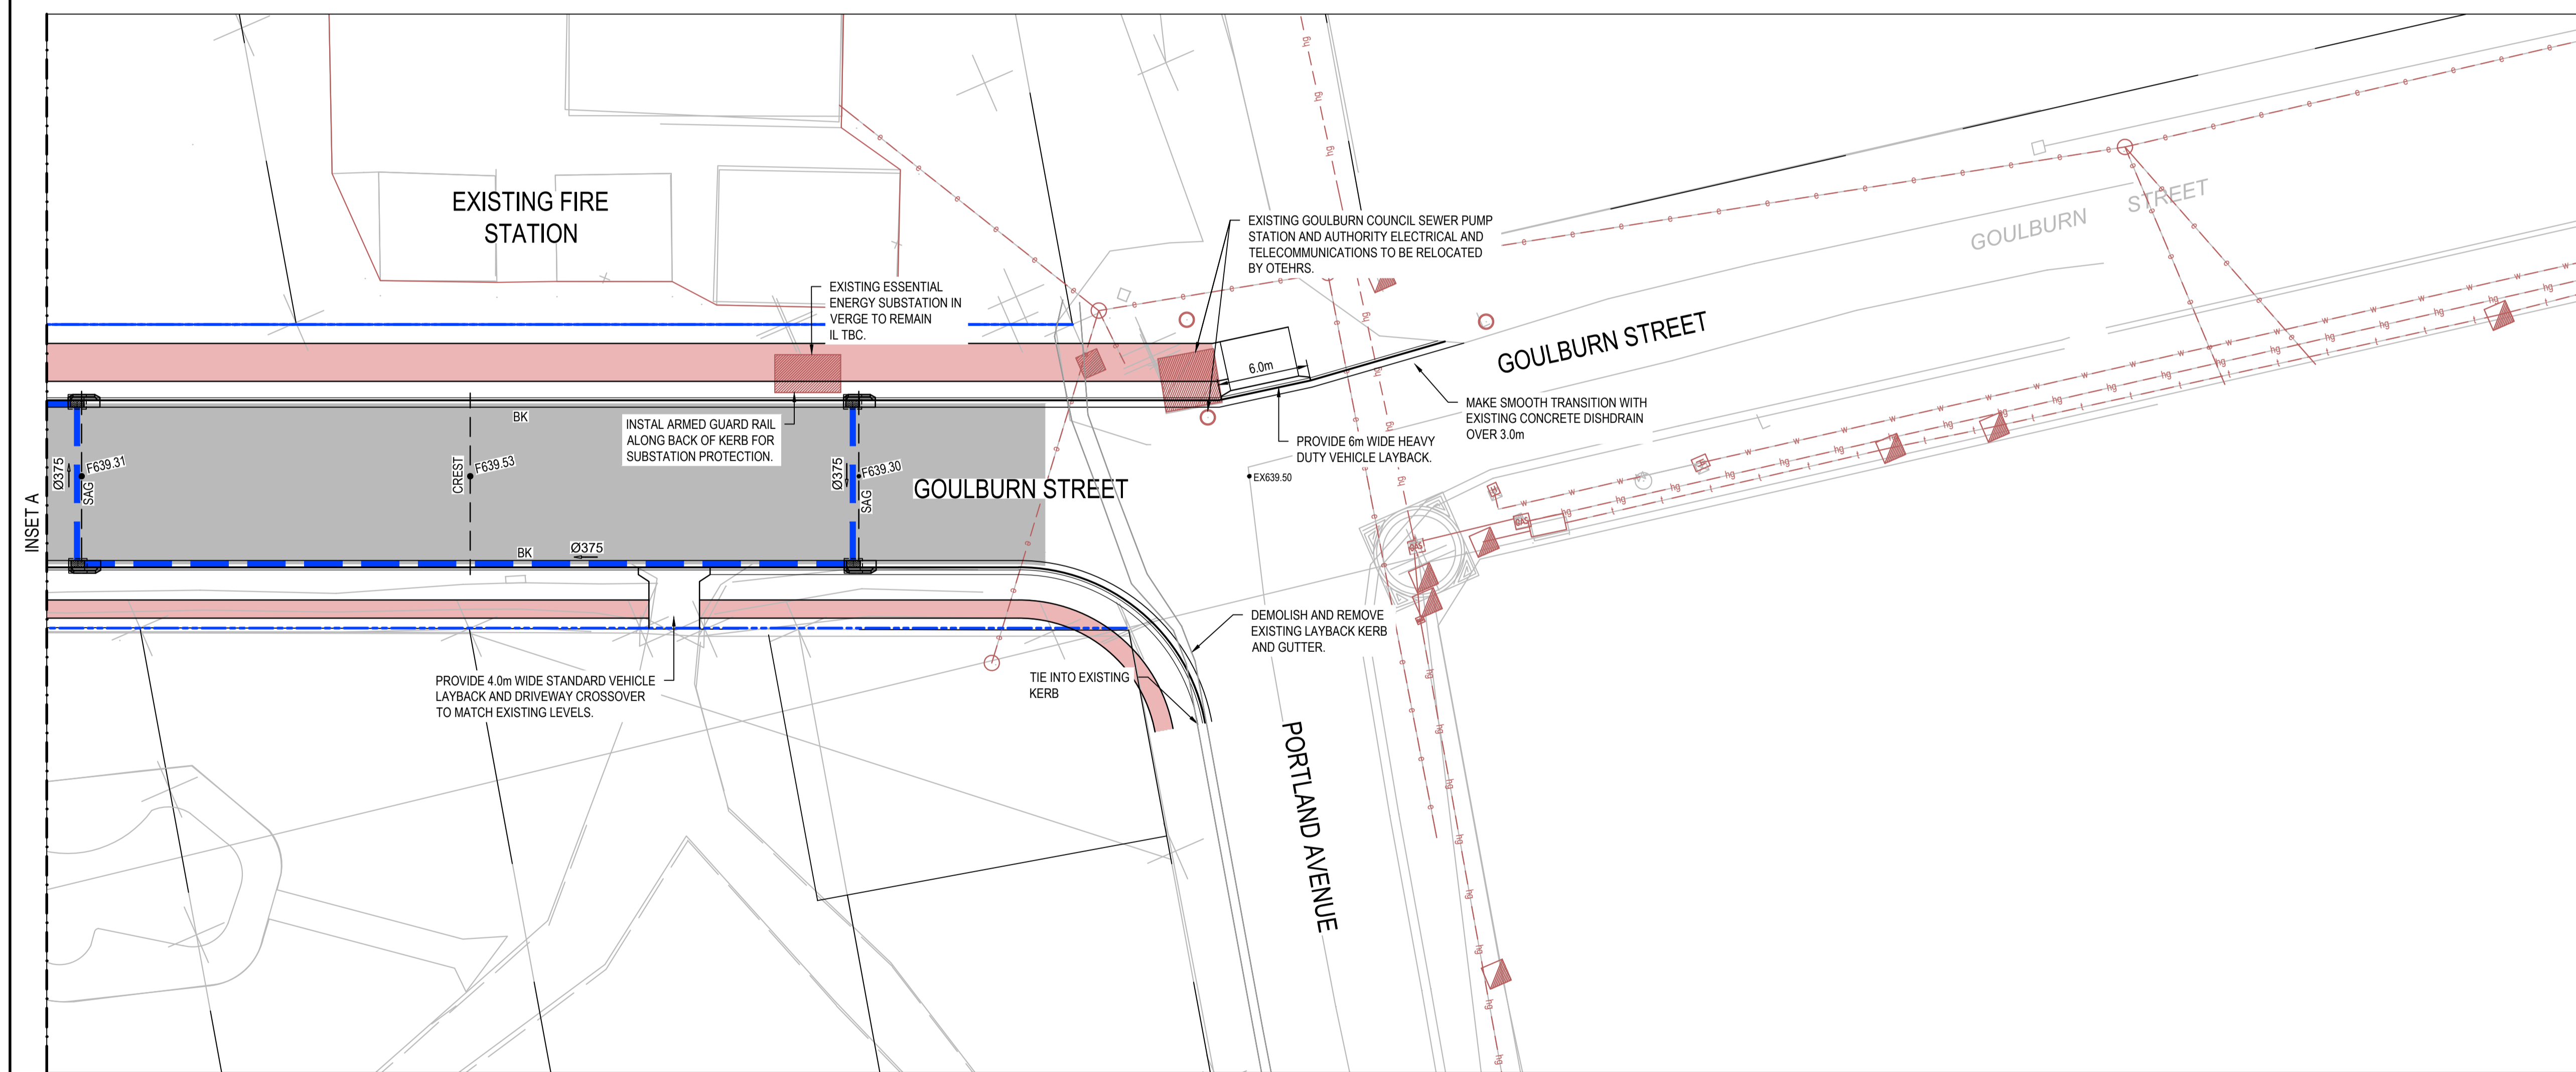 EXISTING FIRE
STATION
EXISTING ESSENTIAL
ENERGY SUBSTATION IN
VERGE TO REMAIN
IL TBC.
EXISTING GOULBURN COUNCIL SEWER PUMP
STATION AND AUTHORITY ELECTRICAL AND
TELECOMMUNICATIONS TO BE RELOCATED
BY OTEHRS.
GOULBURN STREET
GOULBURN STREET
6.0m
MAKE SMOOTH TRANSITION WITH
EXISTING CONCRETE DISHDRAIN
OVER 3.0m
PROVIDE 6m WIDE HEAVY
DUTY VEHICLE LAYBACK.
INSTAL ARMED GUARD RAIL
ALONG BACK OF KERB FOR
SUBSTATION PROTECTION.
BK
INSET A
Ø375
F639.31
SAG
CREST
F639.53
Ø375
F639.30
SAG
GOULBURN STREET
EX639.50
BK
Ø375
GAS
GAS
DEMOLISH AND REMOVE
EXISTING LAYBACK KERB
AND GUTTER.
TIE INTO EXISTING
KERB
PROVIDE 4.0m WIDE STANDARD VEHICLE
LAYBACK AND DRIVEWAY CROSSOVER
TO MATCH EXISTING LEVELS.
PORTLAND AVENUE